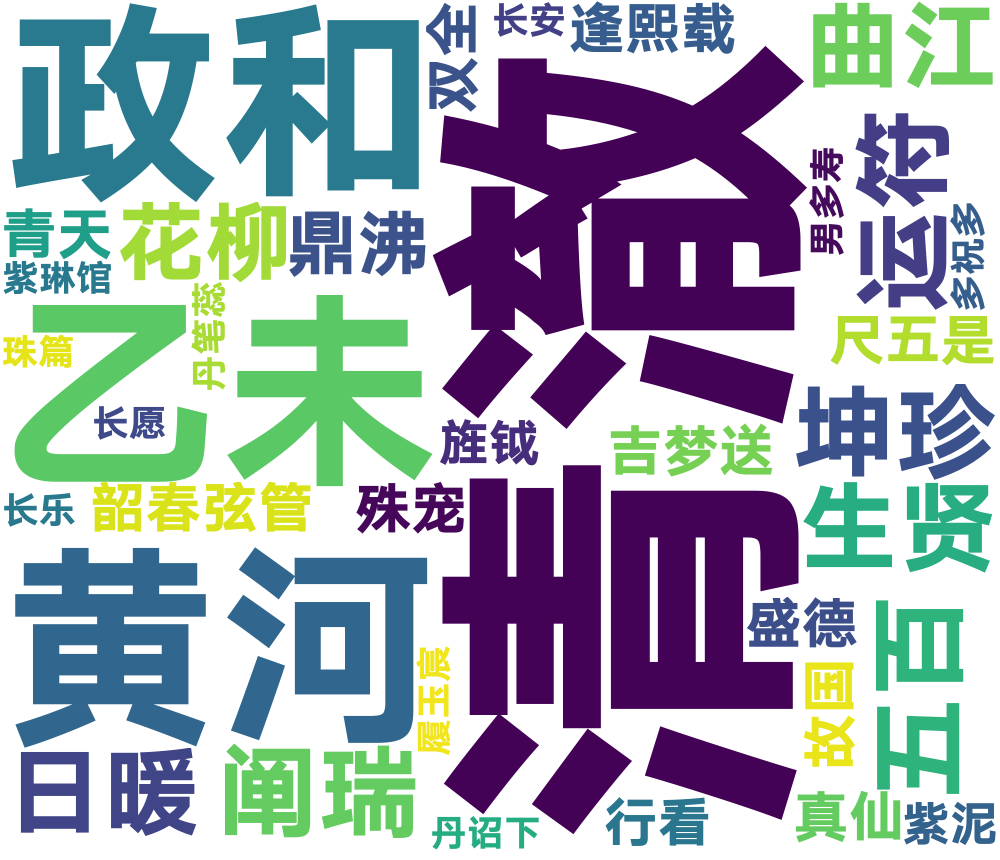 政和
双全
长安
逢熙载
曲江
清澈
运符
男多寿
多祝多
青天
花柳
鼎沸
紫琳馆
丹笔蕊
珠篇
乙未
长愿
尺五是
坤珍
旌钺
吉梦送
长乐
韶春弦管
殊宠
生贤
黄河
盛德
五百
履玉宸
故国
日暖
阐瑞
丹诏下
行看
真仙
紫泥